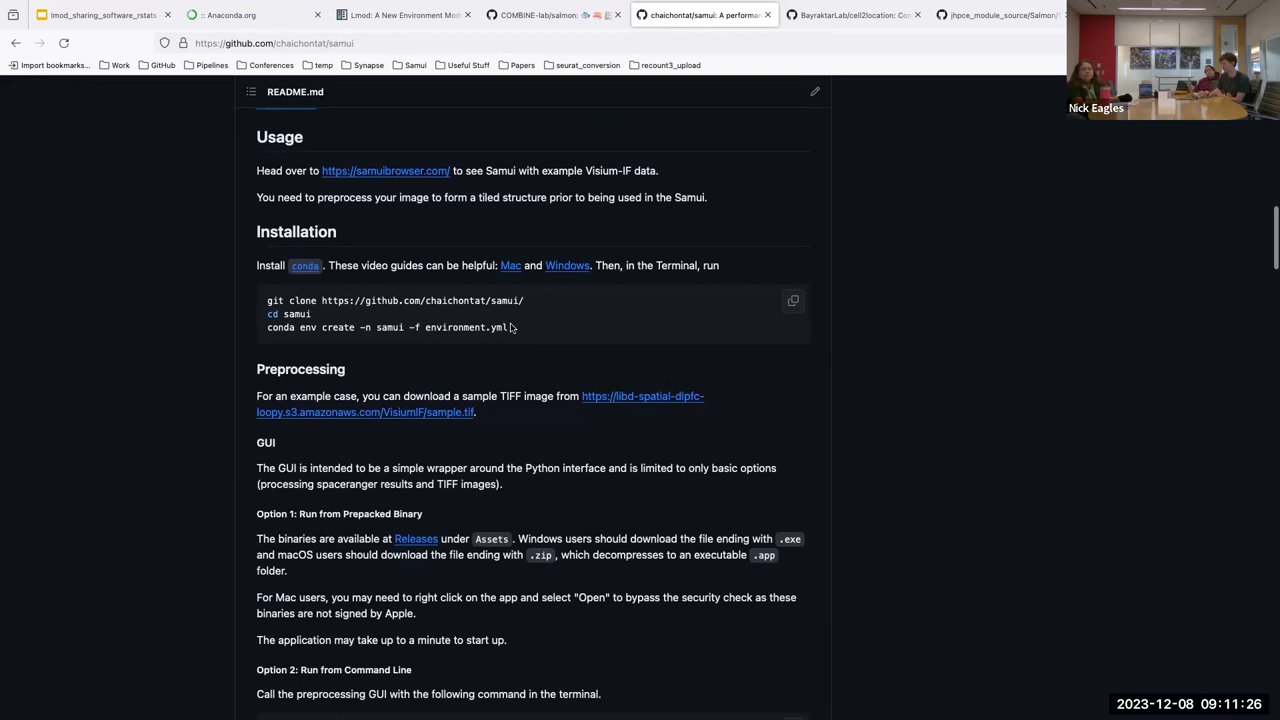 lmod_sharing_software_rstats
:: Anaconda.org
Lmod: A New Environment Mod
COMBINE-lab/salmon:
chaichontat/samui: A performa
BayraktarLab/cell2location: Com
jhpce_module_source/Salmon/1
https://github.com/chaichontat/samui
Import bookmarks...
Work
GitHub
Pipelines
Conferences
temp
Synapse
Samui
Useful Stuff
Papers
seurat_conversion
recount3_upload
Nick Eagles
README.md
Usage
Head over to https://samuibrowser.com/ to see Samui with example Visium-IF data.
You need to preprocess your image to form a tiled structure prior to being used in the Samui.
Installation
Install conda. These video guides can be helpful: Mac and Windows. Then, in the Terminal, run
git clone https://github.com/chaichontat/samui/
cd samui
conda env create -n samui -f environment.yml
Preprocessing
For an example case, you can download a sample TIFF image from https://libd-spatial-dlpfc-
loopy.s3.amazonaws.com/VisiumIF/sample.tif.
GUI
The GUI is intended to be a simple wrapper around the Python interface and is limited to only basic options
(processing spaceranger results and TIFF images).
Option 1: Run from Prepacked Binary
The binaries are available at Releases under Assets. Windows users should download the file ending with .exe
and macOS users should download the file ending with .zip, which decompresses to an executable .app
folder.
For Mac users, you may need to right click on the app and select "Open" to bypass the security check as these
binaries are not signed by Apple.
The application may take up to a minute to start up.
Option 2: Run from Command Line
Call the preprocessing GUI with the following command in the terminal.
2023-12-08 09:11:26